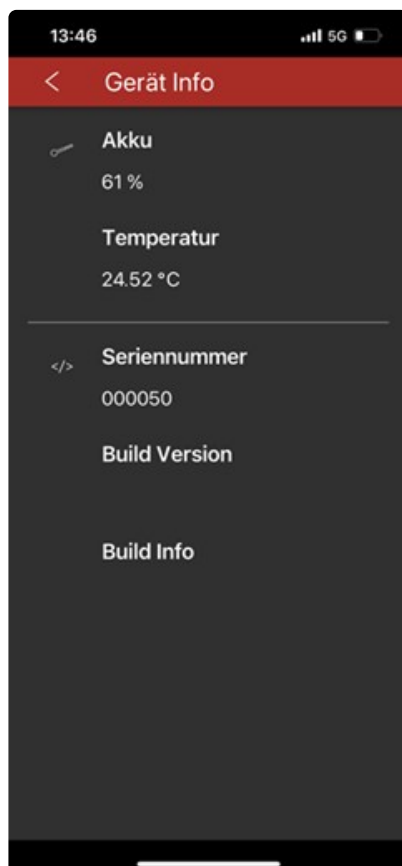 13:46
5G
Gerät Info
Akku
61 %
Temperatur
24.52 °C
</>
Seriennummer
000050
Build Version
Build Info